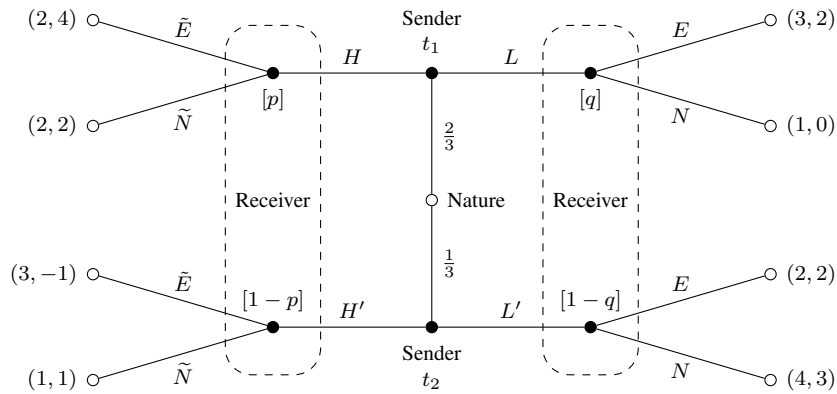 (2, 4)
Ẽ
Sender
t₁
(3, 2)
E
H
L
[p]
[q]
(2, 2)
Ñ
N
(1, 0)
2/3
Receiver
Nature
Receiver
1/3
(3, −1)
Ẽ
[1 − p]
[1 − q]
E
(2, 2)
H′
L′
(1, 1)
Ñ
Sender
t₂
N
(4, 3)